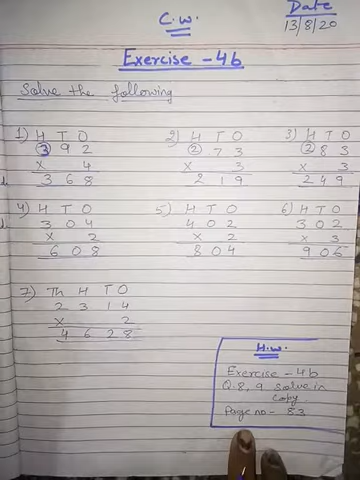 C.W.
Date
13/8/20
Exercise - 4b
Solve the following
1) H T O 2) H T O 3) H T O
3 9 2 2 7 3 2 8 3
x 4 x 3 x 3
3 6 8 2 1 9 2 4 9
4) H T O 5) H T O 6) H T O
3 0 4 4 0 2 3 0 2
x 2 x 2 x 3
6 0 8 8 0 4 9 0 6
7) Th H T O
2 3 1 4
x 2
4 6 2 8
H.W.
Exercise - 4b
Q.8, 9 Solve in
copy
Page no - 53